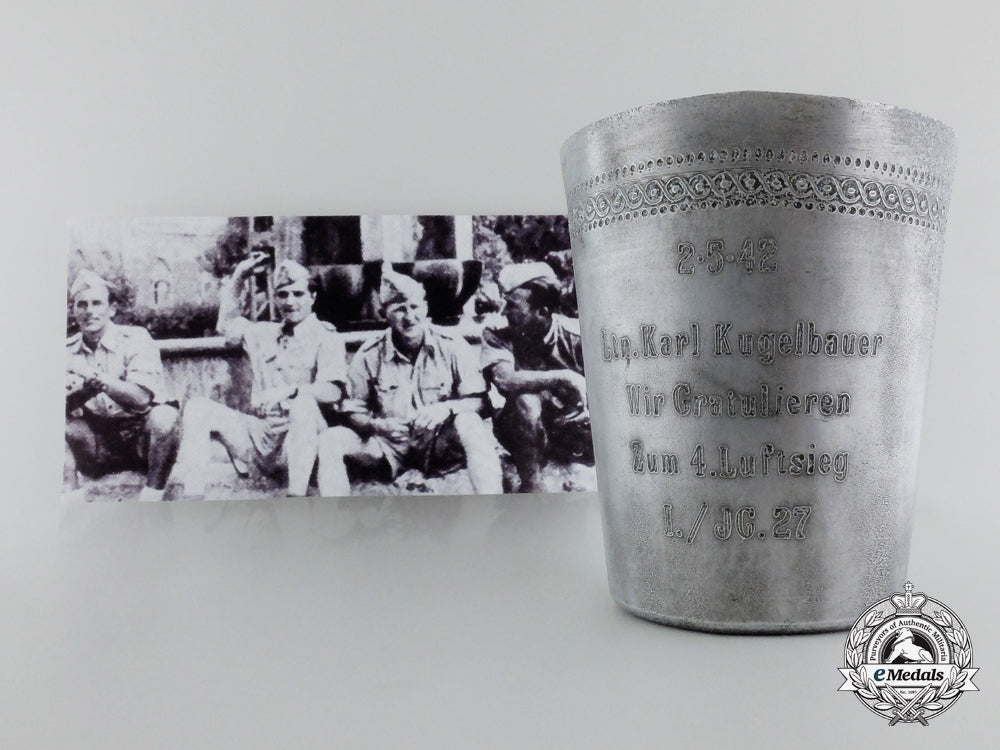 2·5·42
Ltn. Karl Kugelbauer
Wir Gratulieren
Zum 4. Luftsieg
I./JG.27
Purveyors of Authentic Militaria
eMedals